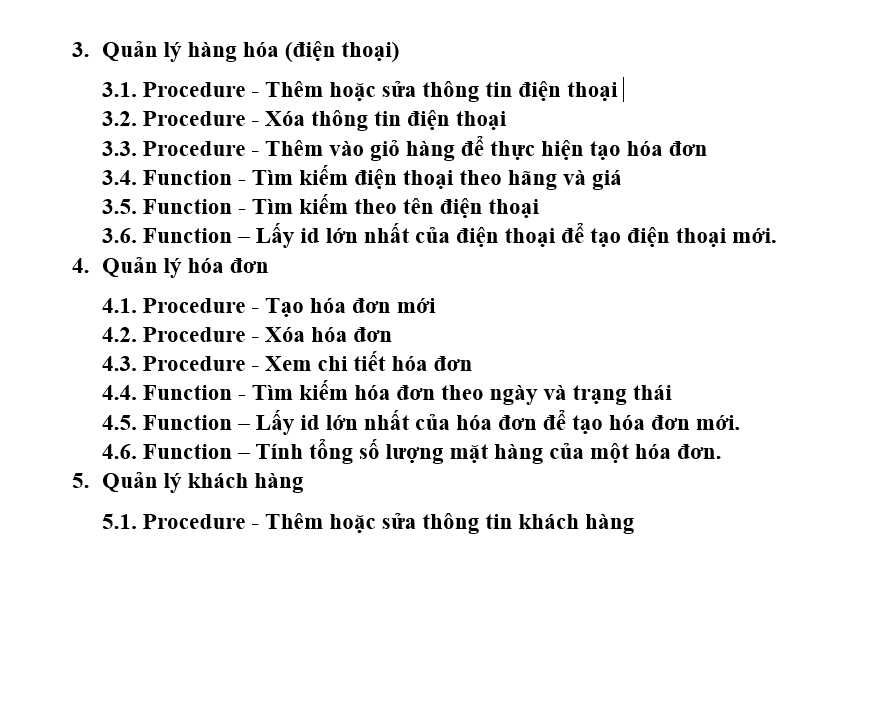 3. Quản lý hàng hóa (điện thoại)
3.1. Procedure - Thêm hoặc sửa thông tin điện thoại
3.2. Procedure - Xóa thông tin điện thoại
3.3. Procedure - Thêm vào giỏ hàng để thực hiện tạo hóa đơn
3.4. Function - Tìm kiếm điện thoại theo hãng và giá
3.5. Function - Tìm kiếm theo tên điện thoại
3.6. Function – Lấy id lớn nhất của điện thoại để tạo điện thoại mới.
4. Quản lý hóa đơn
4.1. Procedure - Tạo hóa đơn mới
4.2. Procedure - Xóa hóa đơn
4.3. Procedure - Xem chi tiết hóa đơn
4.4. Function - Tìm kiếm hóa đơn theo ngày và trạng thái
4.5. Function – Lấy id lớn nhất của hóa đơn để tạo hóa đơn mới.
4.6. Function – Tính tổng số lượng mặt hàng của một hóa đơn.
5. Quản lý khách hàng
5.1. Procedure - Thêm hoặc sửa thông tin khách hàng